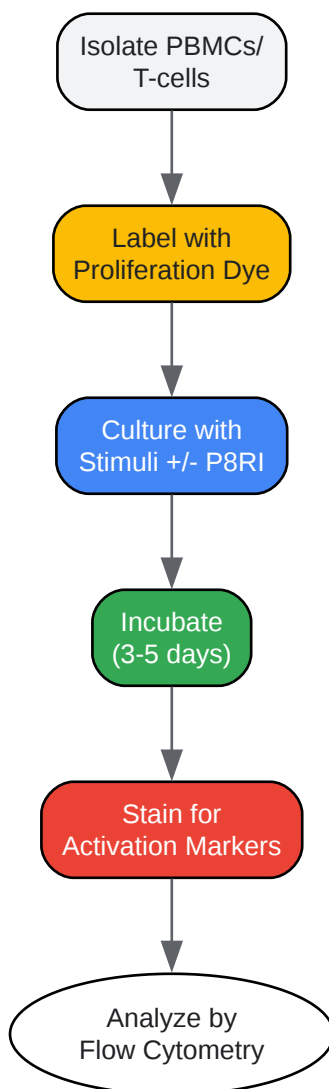 Isolate PBMCs/
T-cells
Label with
Proliferation Dye
Culture with
Stimuli +/- P8RI
Incubate
(3-5 days)
Stain for
Activation Markers
Analyze by
Flow Cytometry